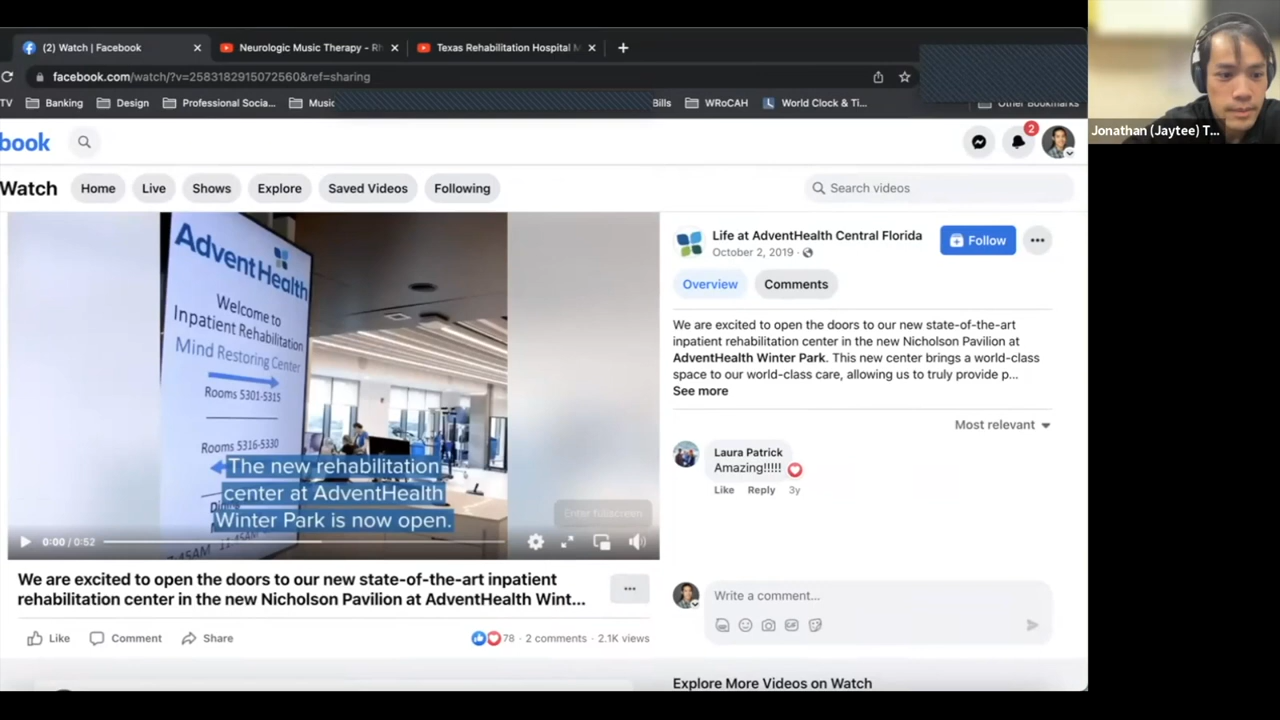 (2) Watch | Facebook
Neurologic Music Therapy - R
Texas Rehabilitation Hospital
facebook.com/watch/?v=2583182915072560&ref=sharing
TV
Banking
Design
Professional Socia...
Music
Bills
WRoCAH
World Clock & Ti...
Other Bookmarks
Jonathan (Jaytee) T...
book
2
Watch
Home
Live
Shows
Explore
Saved Videos
Following
Search videos
AdventHealth
Welcome to
Inpatient Rehabilitation
Mind Restoring Center
Rooms 5301-5315
Rooms 5316-5330
The new rehabilitation
center at AdventHealth
Winter Park is now open.
Enter fullscreen
0:00 / 0:52
Life at AdventHealth Central Florida
October 2, 2019
Follow
Overview
Comments
We are excited to open the doors to our new state-of-the-art
inpatient rehabilitation center in the new Nicholson Pavilion at
AdventHealth Winter Park. This new center brings a world-class
space to our world-class care, allowing us to truly provide p...
See more
Most relevant
Laura Patrick
Amazing!!!!!
Like Reply 3y
We are excited to open the doors to our new state-of-the-art inpatient
rehabilitation center in the new Nicholson Pavilion at AdventHealth Wint...
Like
Comment
Share
78 · 2 comments · 2.1K views
Write a comment...
GIF
Explore More Videos on Watch